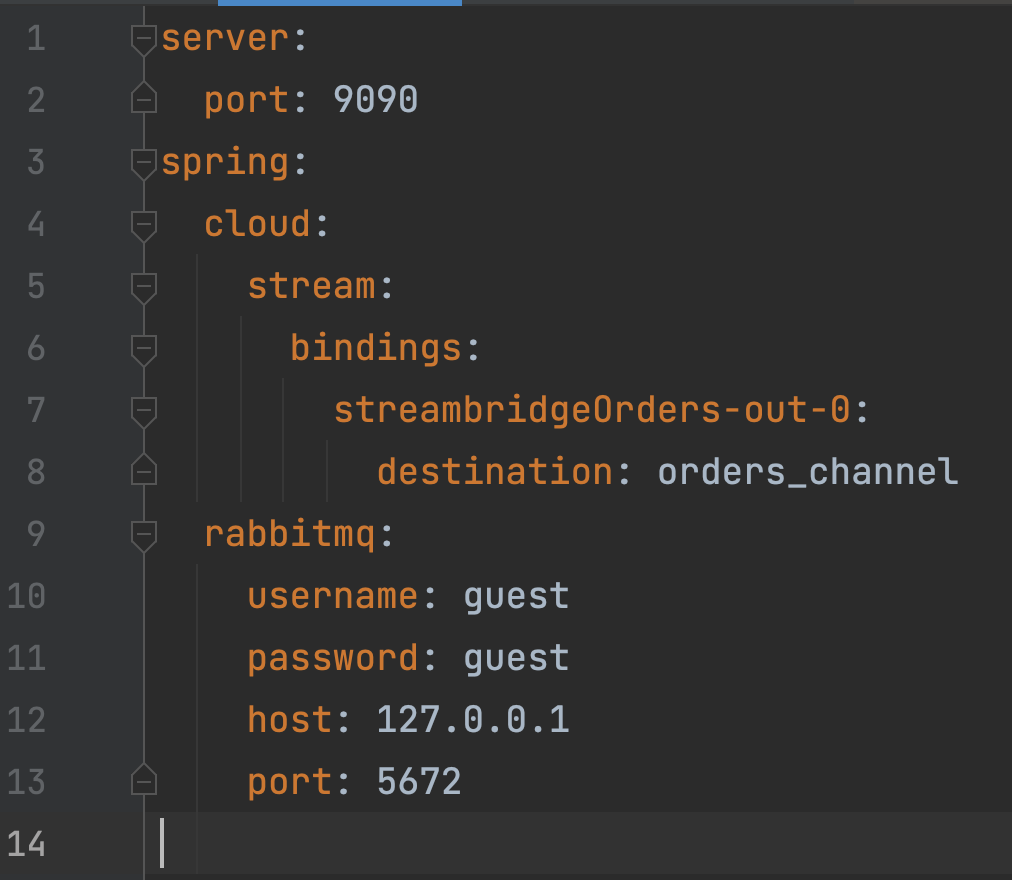 1 server:
2   port: 9090
3 spring:
4   cloud:
5     stream:
6       bindings:
7         streambridgeOrders-out-0:
8           destination: orders_channel
9   rabbitmq:
10     username: guest
11     password: guest
12     host: 127.0.0.1
13     port: 5672
14